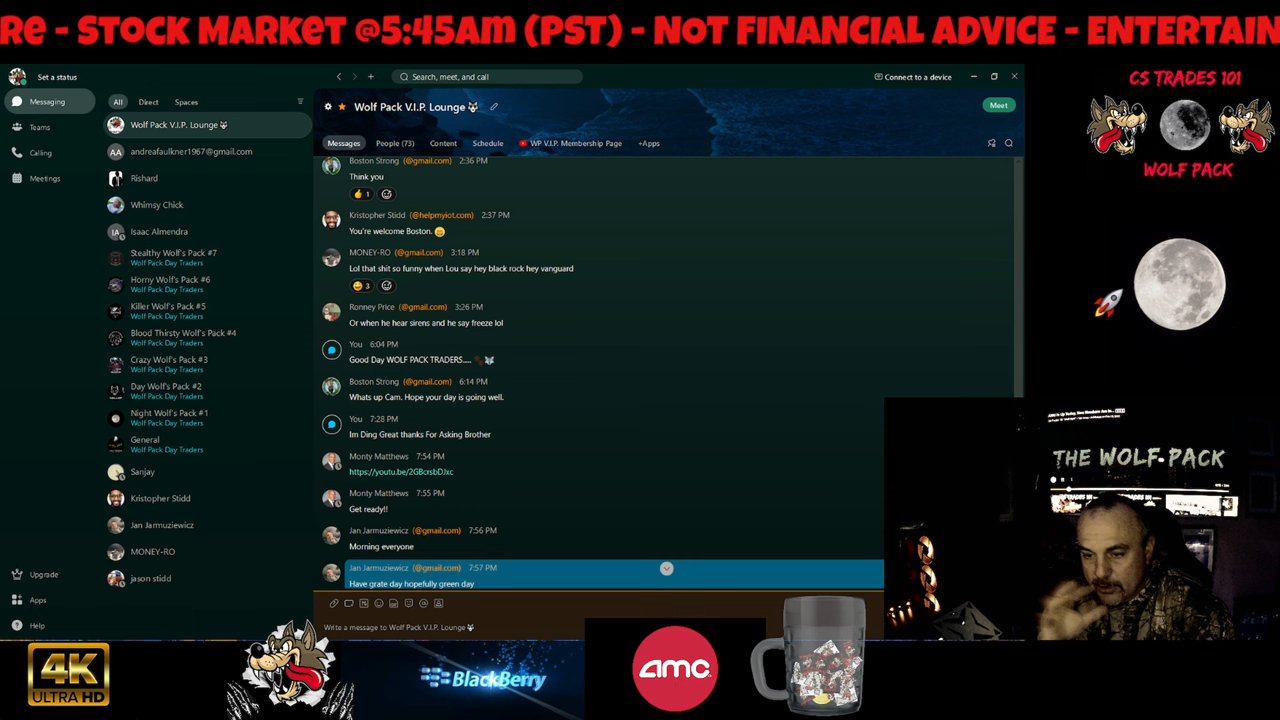 Re - Stock Market @5:45am (PST) - Not Financial Advice - Entertain
Set a status
Search, meet, and call
Connect to a device
Messaging
Teams
Calling
Meetings
Upgrade
Apps
Help
All
Direct
Spaces
Wolf Pack V.I.P. Lounge 🐺
AA
andreafaulkner1967@gmail.com
Rishard
Whimsy Chick
IA
Isaac Almendra
Stealthy Wolf's Pack #7
Wolf Pack Day Traders
Horny Wolf's Pack #6
Wolf Pack Day Traders
Killer Wolf's Pack #5
Wolf Pack Day Traders
Blood Thirsty Wolf's Pack #4
Wolf Pack Day Traders
Crazy Wolf's Pack #3
Wolf Pack Day Traders
Day Wolf's Pack #2
Wolf Pack Day Traders
Night Wolf's Pack #1
Wolf Pack Day Traders
General
Wolf Pack Day Traders
Sanjay
Kristopher Stidd
Jan Jarmuziewicz
MONEY-RO
jason stidd
Wolf Pack V.I.P. Lounge 🐺
Meet
Messages
People (73)
Content
Schedule
WP V.I.P. Membership Page
+Apps
Boston Strong (@gmail.com) 2:36 PM
Think you
👍 1
Kristopher Stidd (@helpmyiot.com) 2:37 PM
You're welcome Boston. 😀
MONEY-RO (@gmail.com) 3:18 PM
Lol that shit so funny when Lou say hey black rock hey vanguard
😂 3
Ronney Price (@gmail.com) 3:26 PM
Or when he hear sirens and he say freeze lol
You 6:04 PM
Good Day WOLF PACK TRADERS..... 🐾🐺
Boston Strong (@gmail.com) 6:14 PM
Whats up Cam. Hope your day is going well.
You 7:28 PM
Im Ding Great thanks For Asking Brother
Monty Matthews 7:54 PM
https://youtu.be/2GBcrsbDJxc
Monty Matthews 7:55 PM
Get ready!!
Jan Jarmuziewicz (@gmail.com) 7:56 PM
Morning everyone
Jan Jarmuziewicz (@gmail.com) 7:57 PM
Have grate day hopefully green day
Write a message to Wolf Pack V.I.P. Lounge 🐺
CS TRADES 101
WOLF PACK
THE WOLF PACK
4K
ULTRA HD
BlackBerry
amc